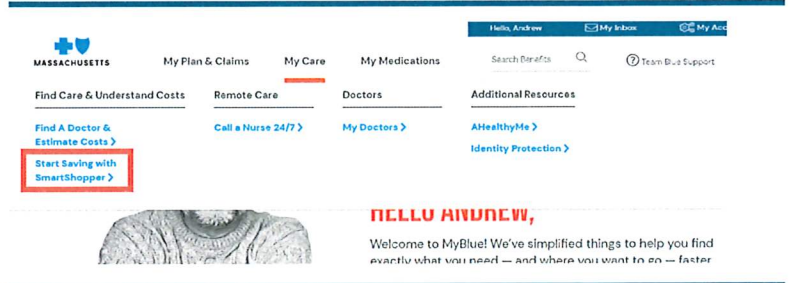 Hello, Andrew My Inbox My Acc
MASSACHUSETTS My Plan & Claims My Care My Medications Search Benefits Team Blue Support
Find Care & Understand Costs Remote Care Doctors Additional Resources
Find A Doctor & Estimate Costs > Call a Nurse 24/7 > My Doctors > AHealthyMe >
Identity Protection >
Start Saving with SmartShopper >
HELLO ANDREW,
Welcome to MyBlue! We've simplified things to help you find
exactly what you need — and where you want to go — faster